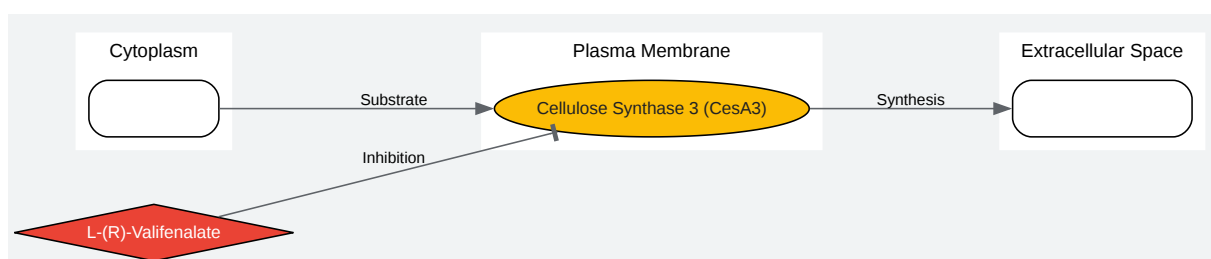 Cytoplasm
Plasma Membrane
Extracellular Space
Substrate
Cellulose Synthase 3 (CesA3)
Synthesis
Inhibition
L-(R)-Valifenalate